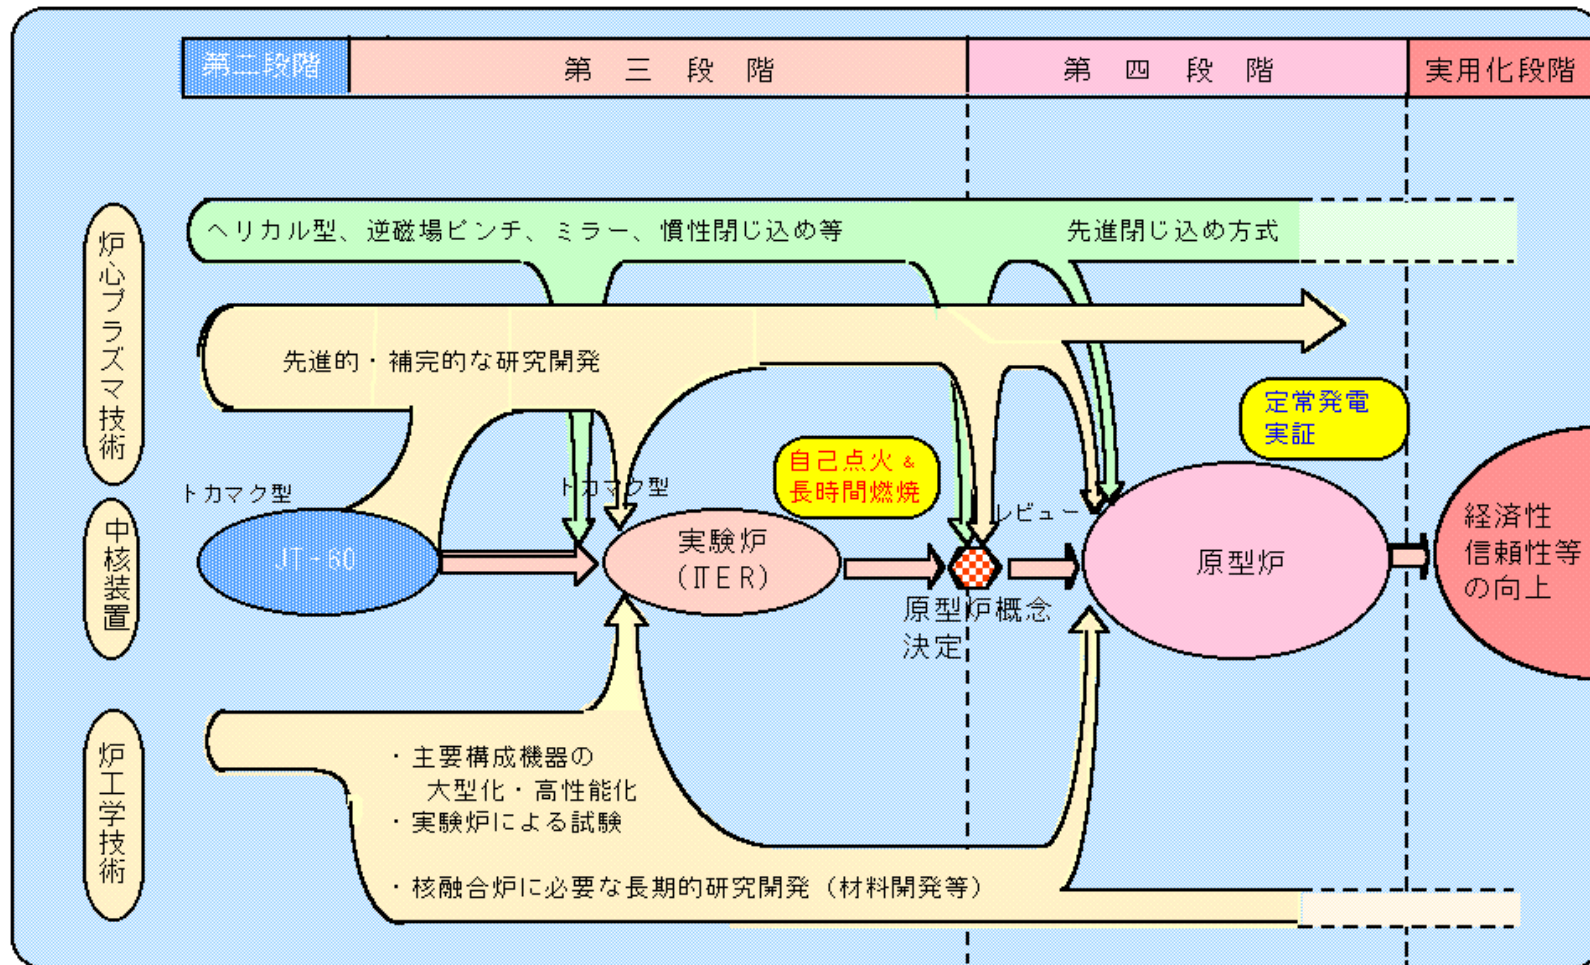 第二段階
第三段階
第四段階
実用化段階
炉心プラズマ技術
ヘリカル型、逆磁場ピンチ、ミラー、慣性閉じ込め等
先進閉じ込め方式
先進的・補完的な研究開発
定常発電
実証
自己点火&
長時間燃焼
中核装置
トカマク型
JT-60
トカマク型
実験炉
(ITER)
レビュー
原型炉概念
決定
原型炉
経済性
信頼性等
の向上
炉工学技術
・主要構成機器の
大型化・高性能化
・実験炉による試験
・核融合炉に必要な長期的研究開発(材料開発等)